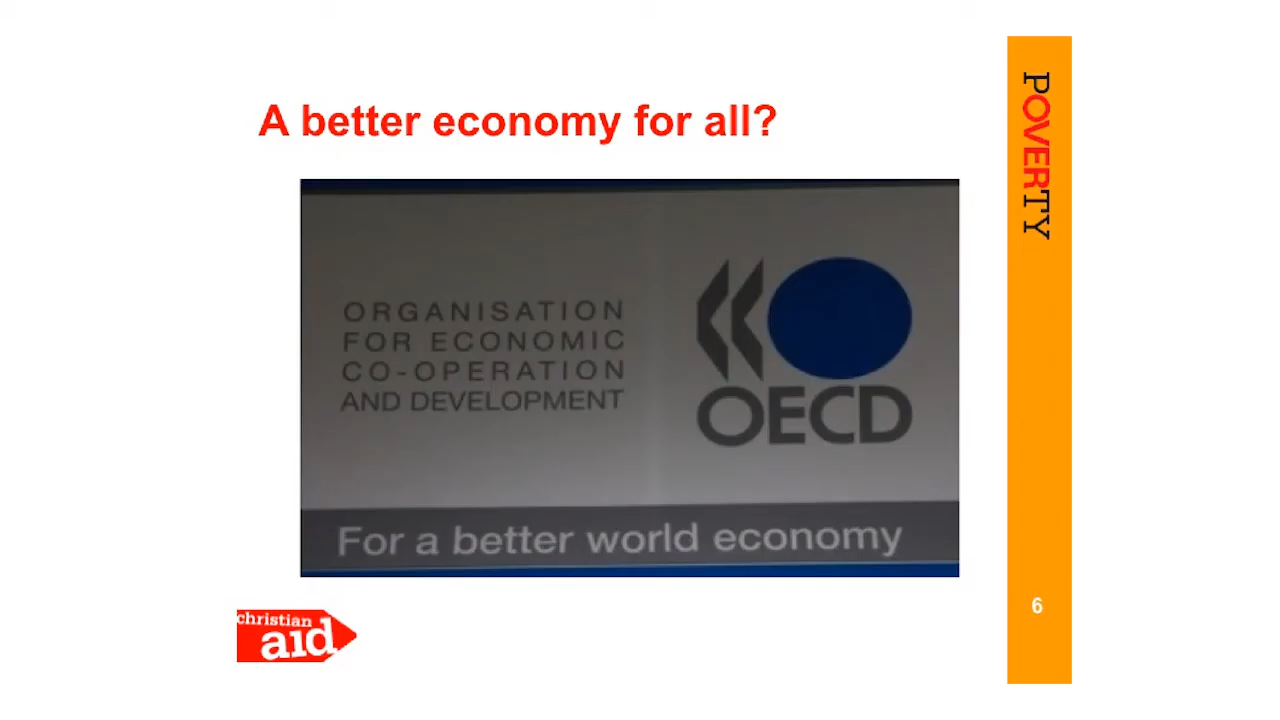 A better economy for all?
ORGANISATION
FOR ECONOMIC
CO-OPERATION
AND DEVELOPMENT
OECD
For a better world economy
christian
aid
POVERTY
6